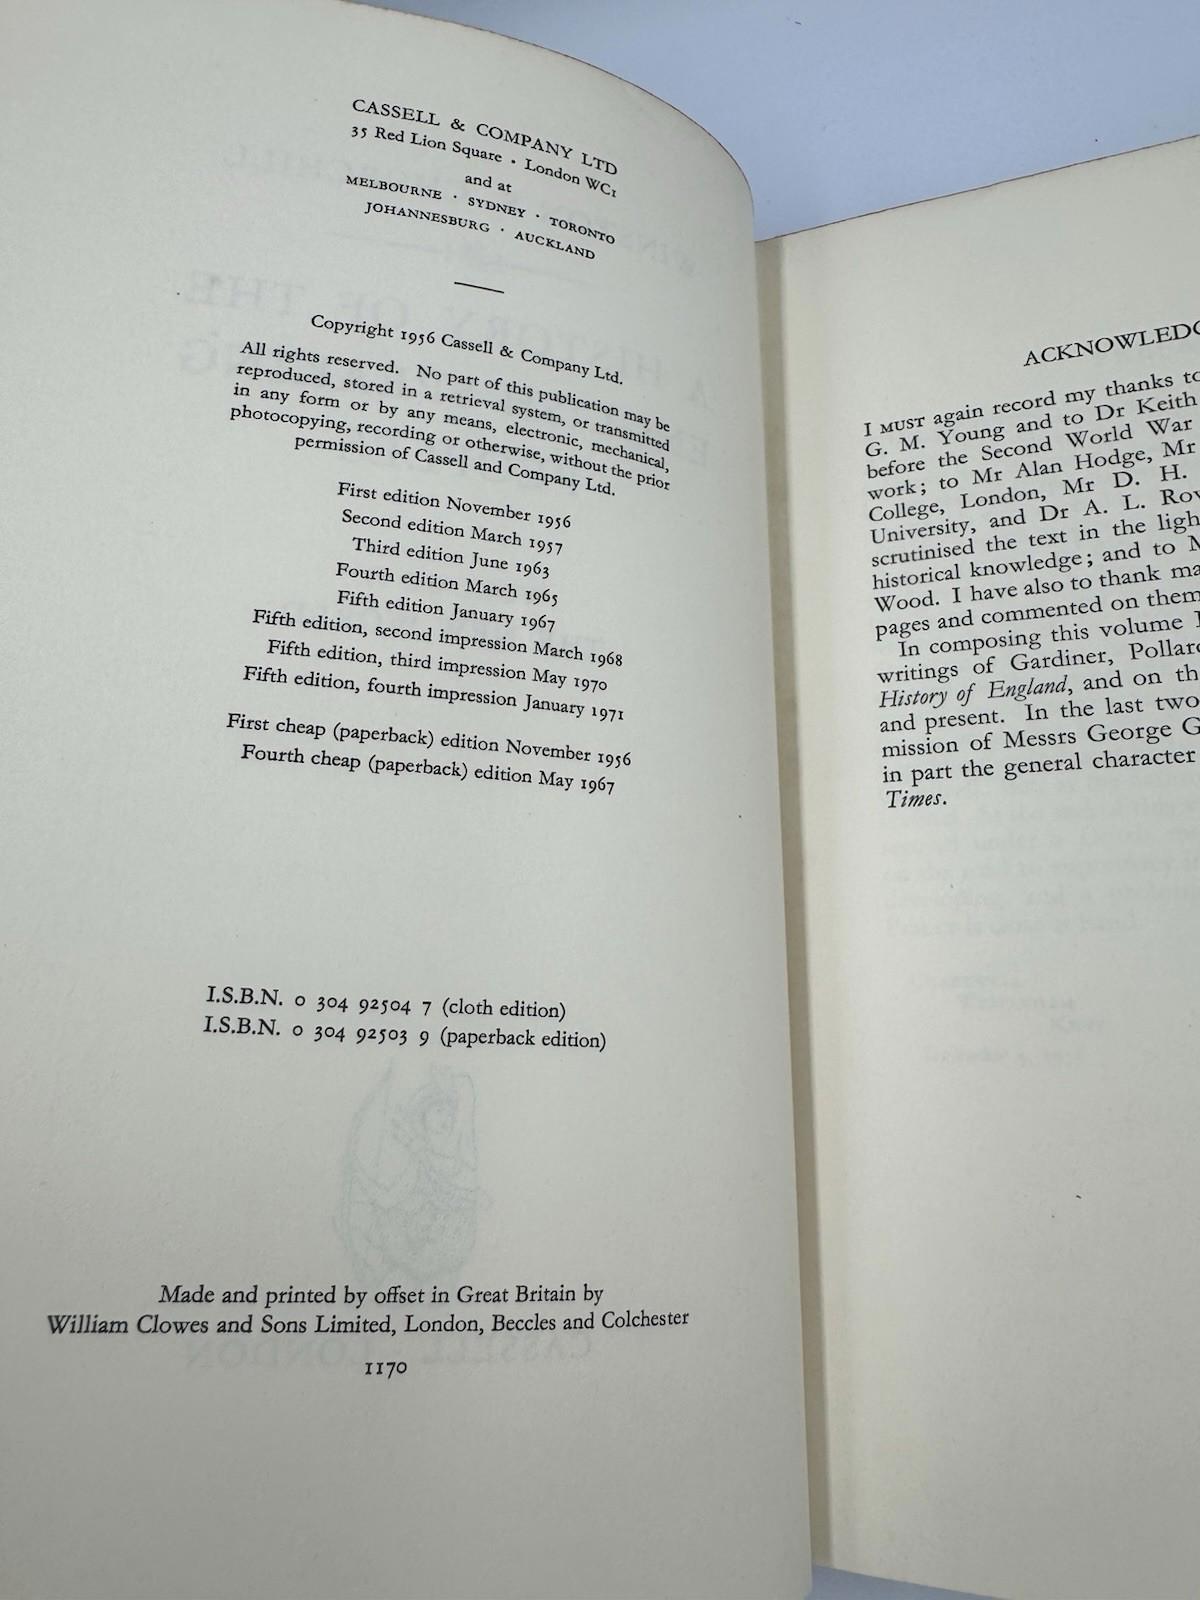 CASSELL & COMPANY LTD
35 Red Lion Square · London WC1
and at
MELBOURNE · SYDNEY · TORONTO
JOHANNESBURG · AUCKLAND
Copyright 1956 Cassell & Company Ltd.
All rights reserved. No part of this publication may be
reproduced, stored in a retrieval system, or transmitted
in any form or by any means, electronic, mechanical,
photocopying, recording or otherwise, without the prior
permission of Cassell and Company Ltd.
First edition November 1956
Second edition March 1957
Third edition June 1963
Fourth edition March 1965
Fifth edition January 1967
Fifth edition, second impression March 1968
Fifth edition, third impression May 1970
Fifth edition, fourth impression January 1971
First cheap (paperback) edition November 1956
Fourth cheap (paperback) edition May 1967
I.S.B.N. 0 304 92504 7 (cloth edition)
I.S.B.N. 0 304 92503 9 (paperback edition)
Made and printed by offset in Great Britain by
William Clowes and Sons Limited, London, Beccles and Colchester
1170
ACKNOWLEDG
I MUST again record my thanks to
G. M. Young and to Dr Keith
before the Second World War
work; to Mr Alan Hodge, Mr
College, London, Mr D. H.
University, and Dr A. L. Rov
scrutinised the text in the ligh
historical knowledge; and to M
Wood. I have also to thank ma
pages and commented on them
In composing this volume I
writings of Gardiner, Pollard
History of England, and on th
and present. In the last two
mission of Messrs George G
in part the general character
Times.